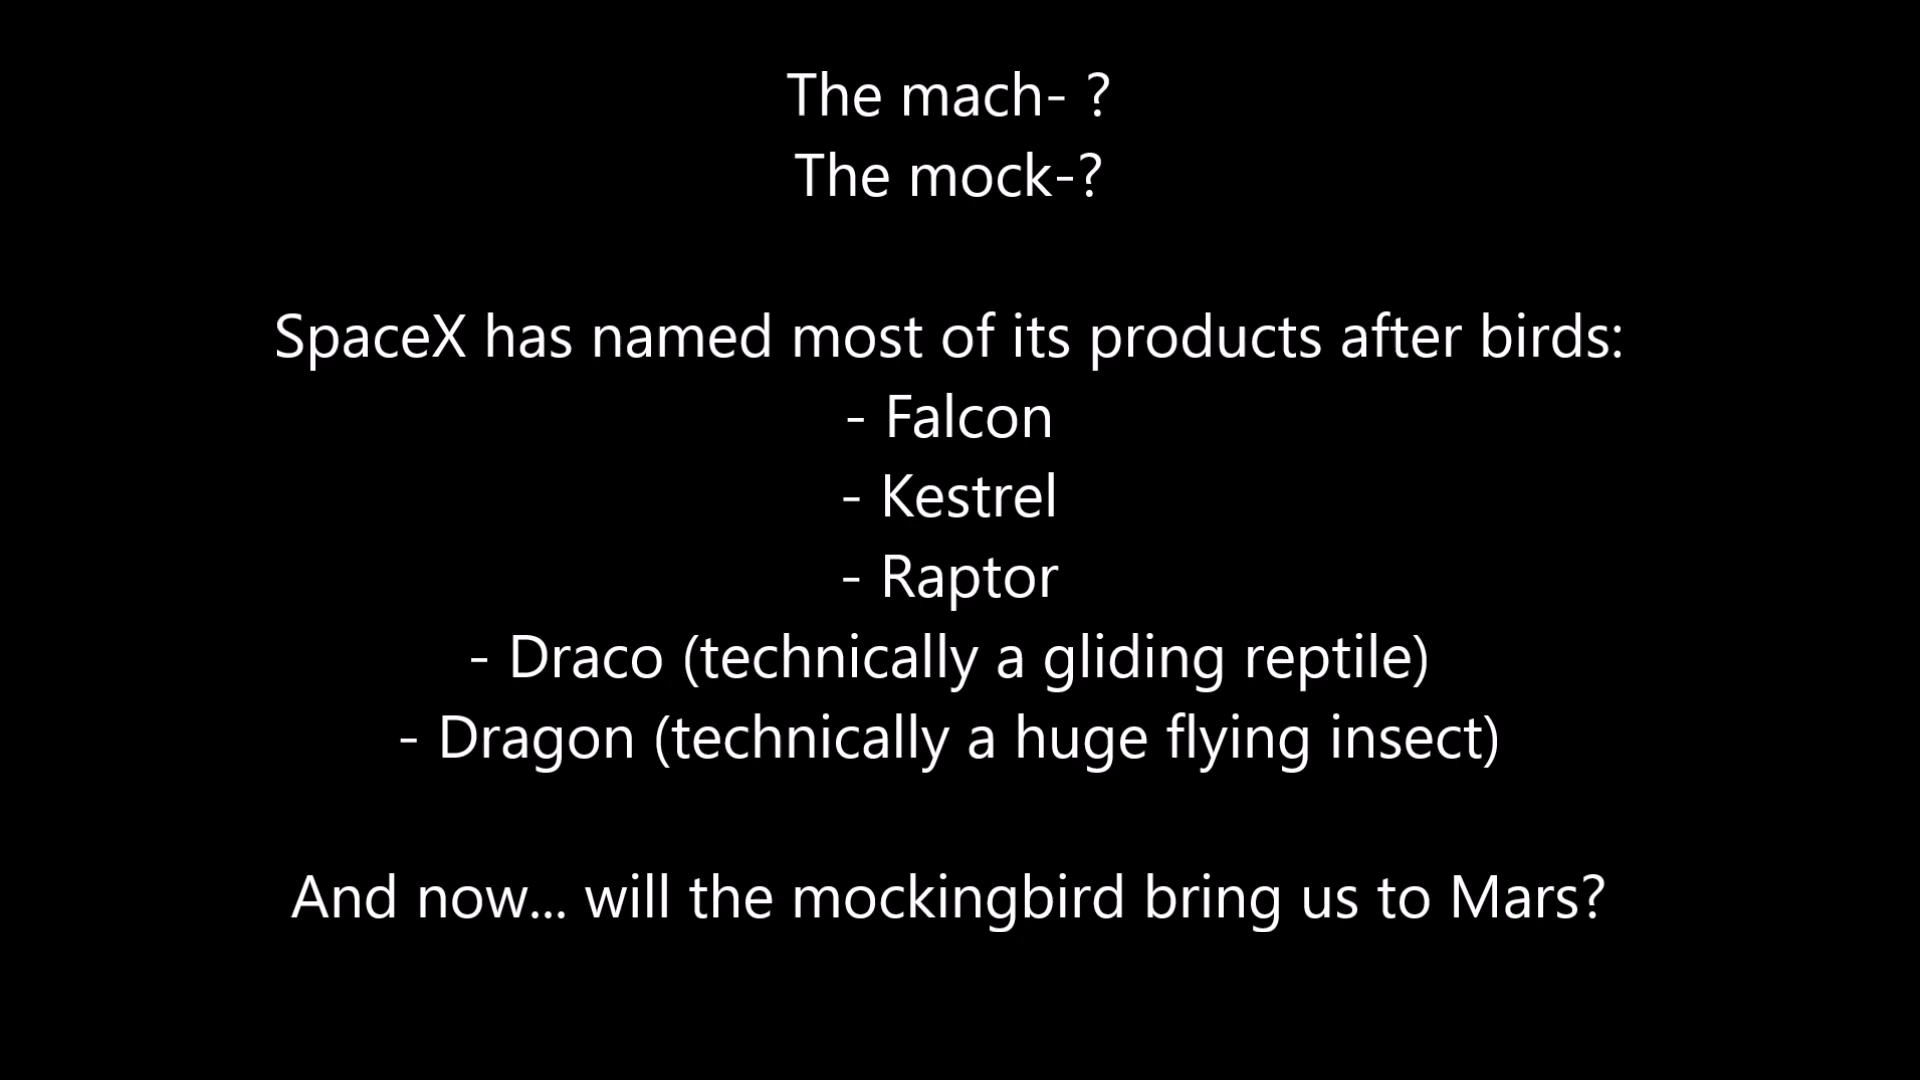 The mach- ?
The mock-?
SpaceX has named most of its products after birds:
- Falcon
- Kestrel
- Raptor
- Draco (technically a gliding reptile)
- Dragon (technically a huge flying insect)
And now... will the mockingbird bring us to Mars?